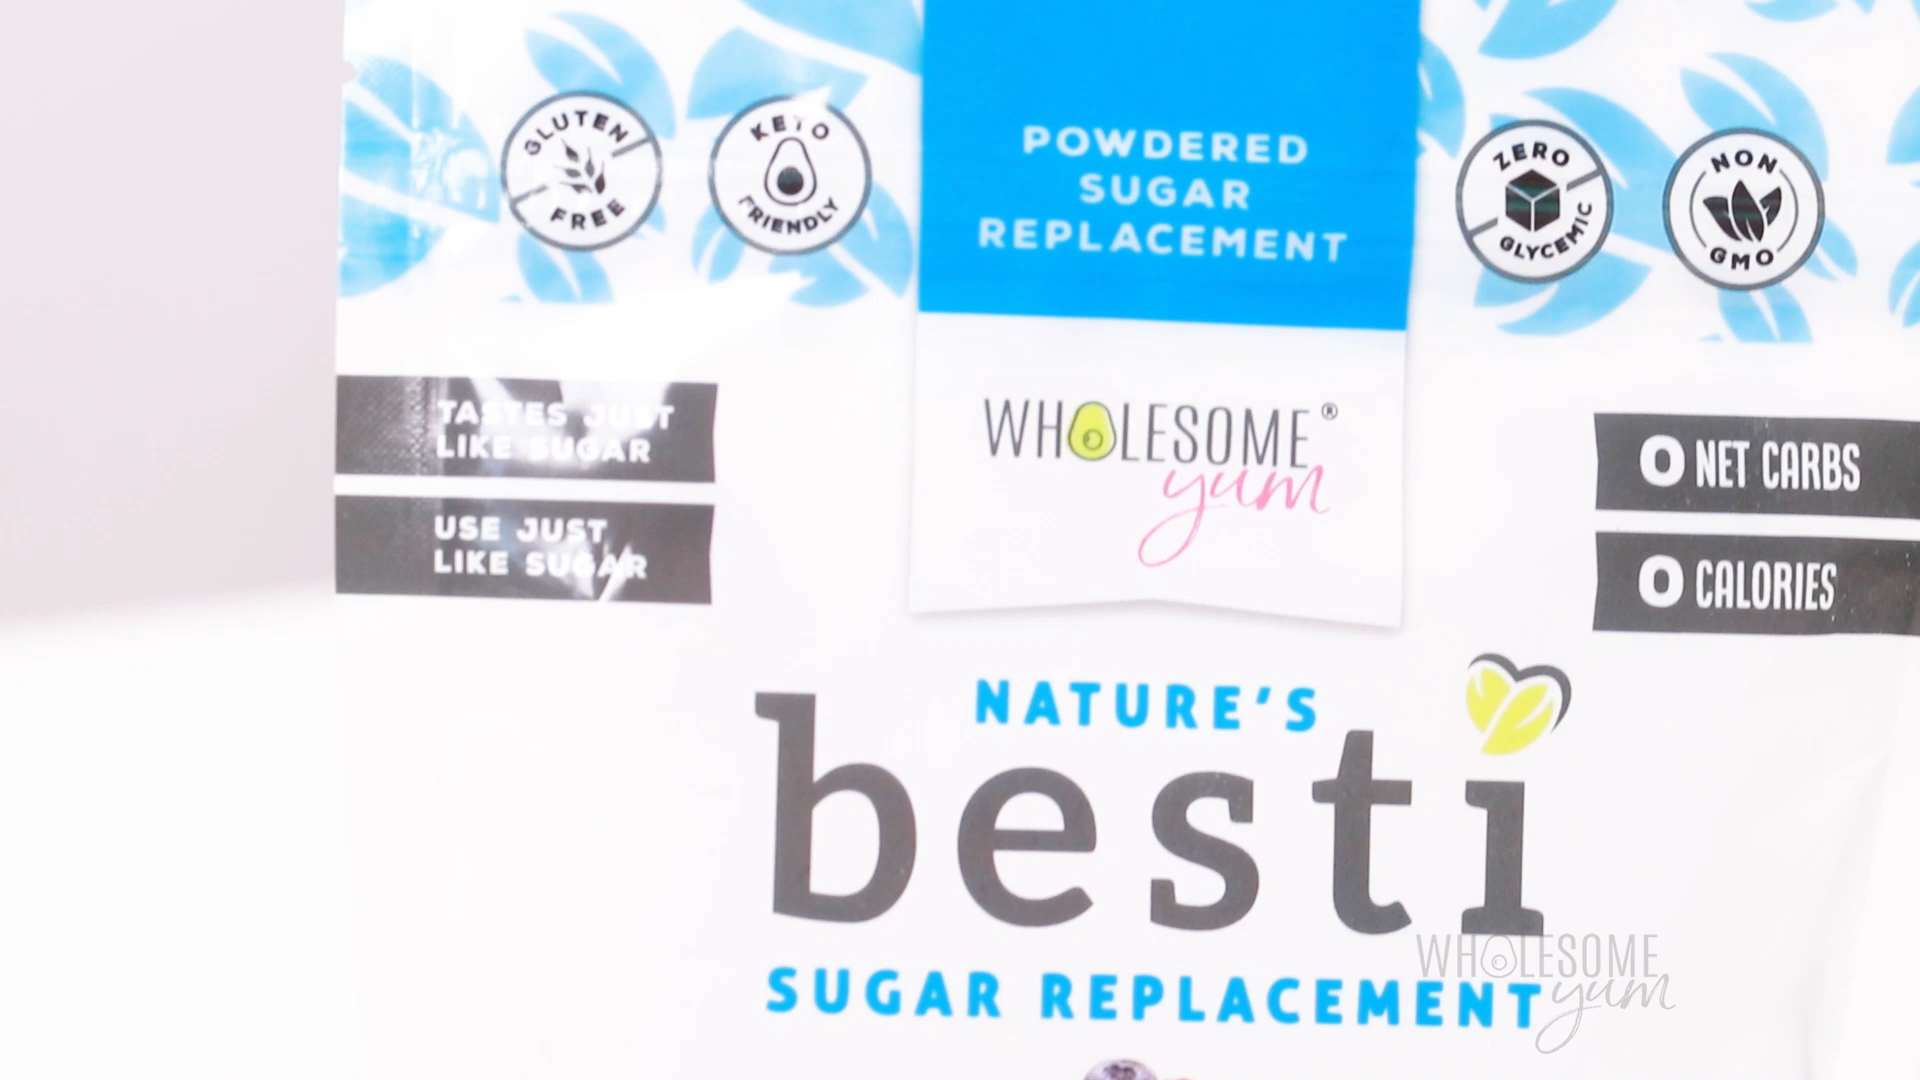 GLUTEN
FREE
KETO
FRIENDLY
POWDERED
SUGAR
REPLACEMENT
ZERO
GLYCEMIC
NON
GMO
TASTES JUST
LIKE SUGAR
USE JUST
LIKE SUGAR
WHOLESOME®
yum
0 NET CARBS
0 CALORIES
NATURE'S
besti
SUGAR REPLACEMENT
WHOLESOME
yum